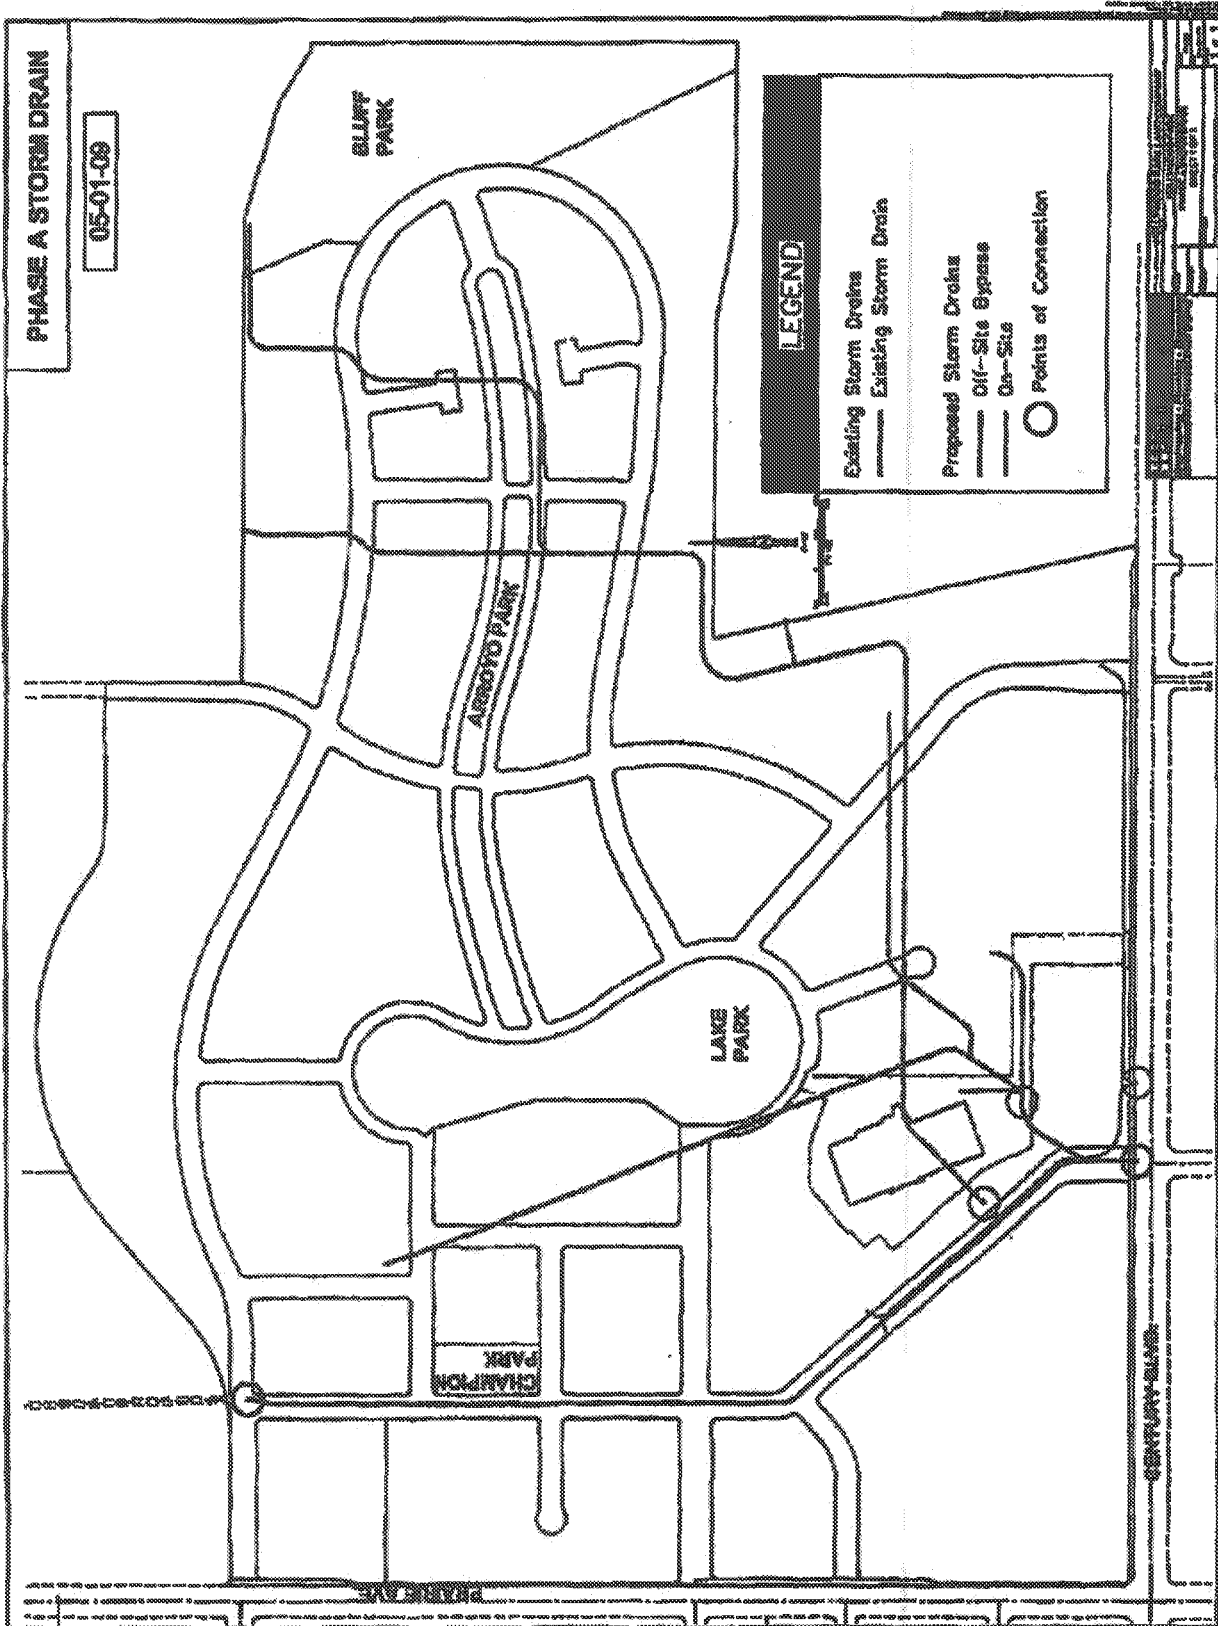 PHASE A STORM DRAIN
05-01-09
BLUFF
PARK
ARROYO PARK
LAKE
PARK
CHAMPION
PARK
LEGEND
Existing Storm Drains
Existing Storm Drain
Proposed Storm Drains
Off-Site Bypass
On-Site
Points of Connection
CENTURY BLVD.
PRAIRIE AVE.